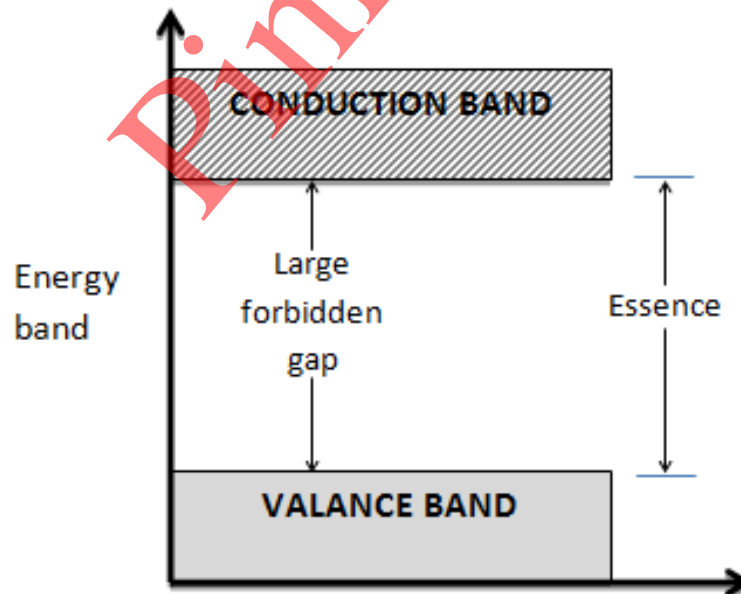 CONDUCTION BAND
Energy
band
Large
forbidden
gap
Essence
VALANCE BAND